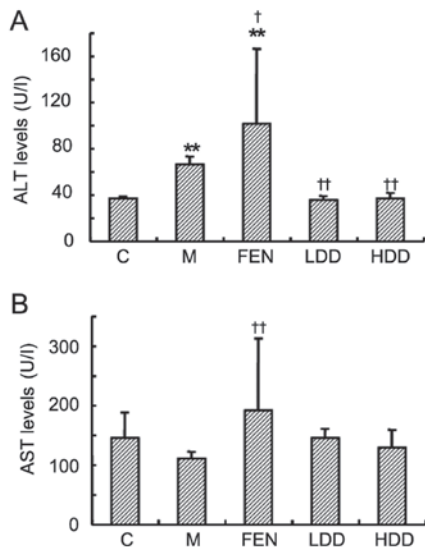 A
ALT levels (U/l)
160
120
80
40
0
**
†
**
††
††
C M FEN LDD HDD
B
AST levels (U/l)
300
200
100
0
††
C M FEN LDD HDD